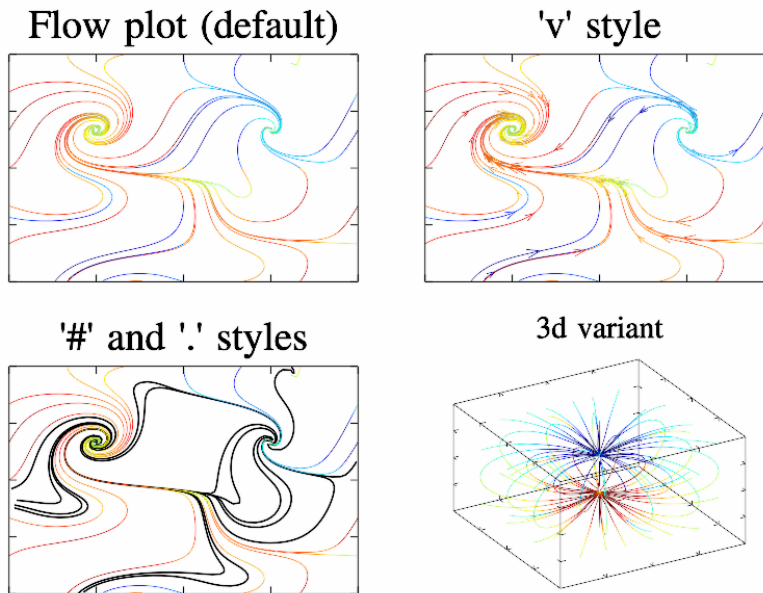 Flow plot (default)
'v' style
'#' and '.' styles
3d variant